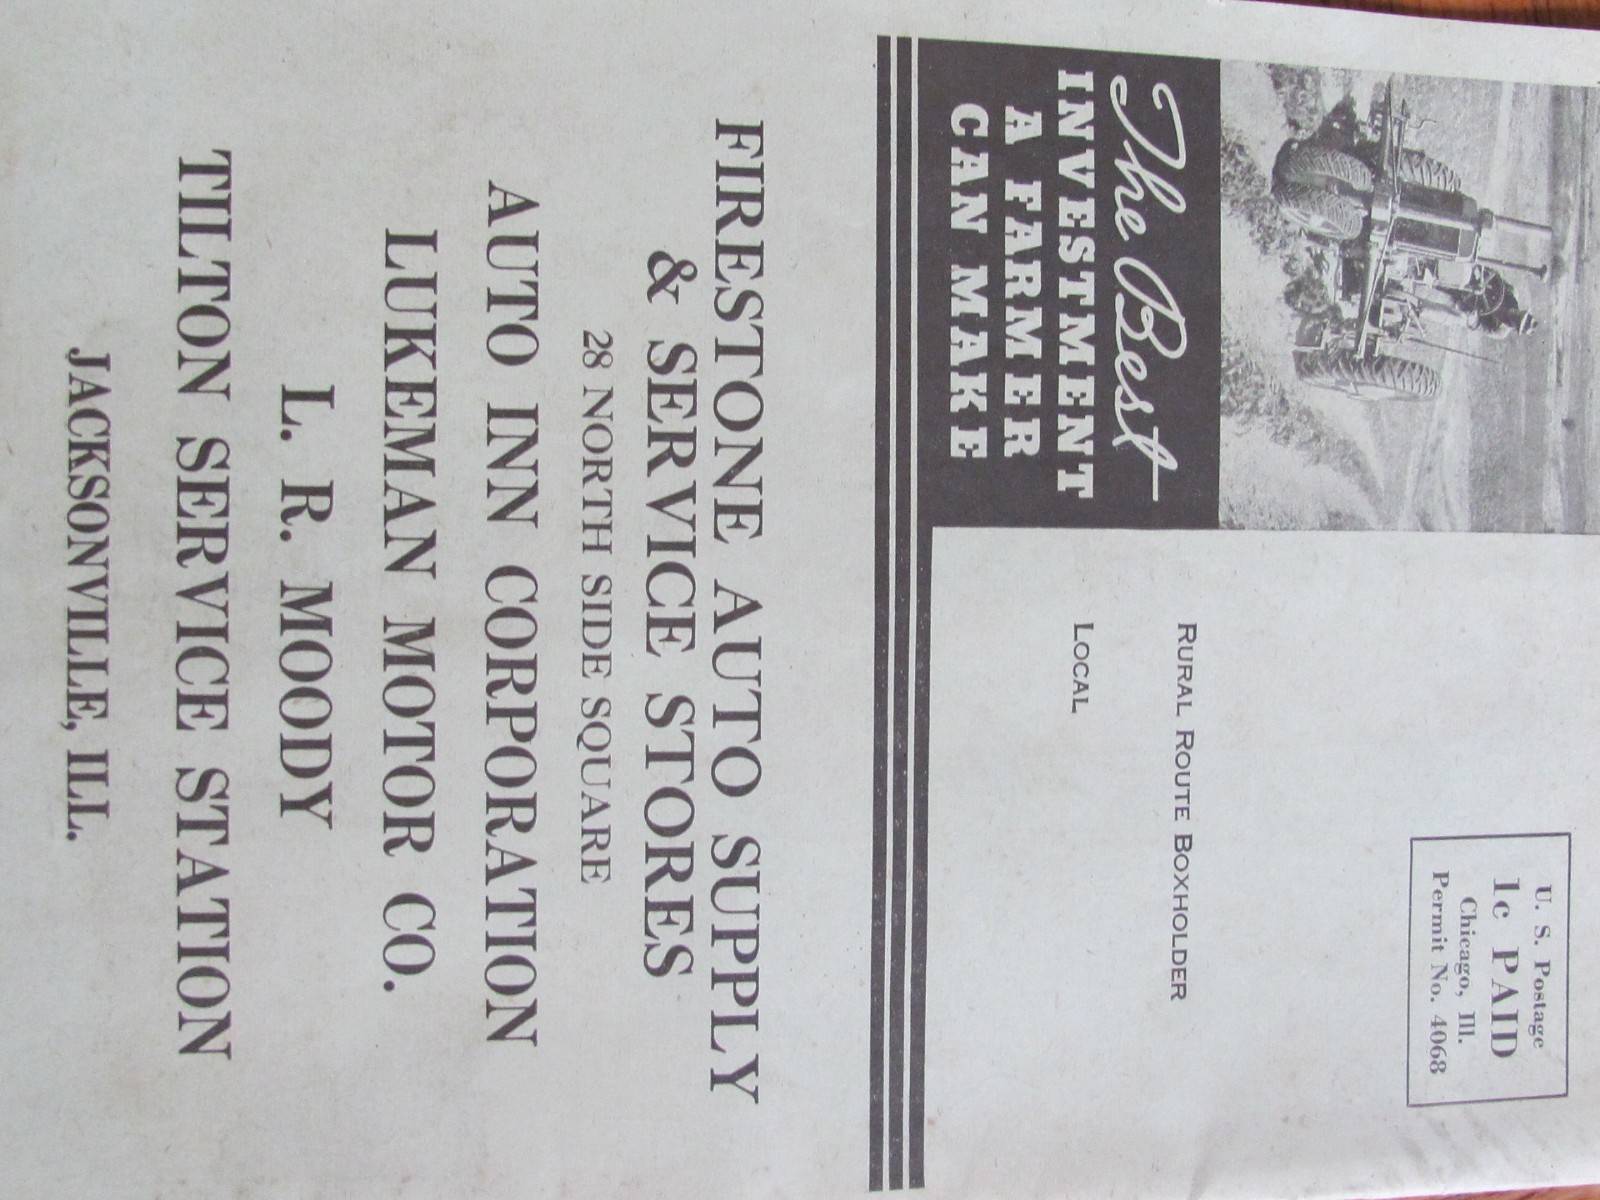 The Best
INVESTMENT
A FARMER
CAN MAKE
U. S. Postage
1c PAID
Chicago, Ill.
Permit No. 4068
RURAL ROUTE BOXHOLDER
LOCAL
FIRESTONE AUTO SUPPLY
& SERVICE STORES
28 NORTH SIDE SQUARE
AUTO INN CORPORATION
LUKEMAN MOTOR CO.
L. R. MOODY
TILTON SERVICE STATION
JACKSONVILLE, ILL.